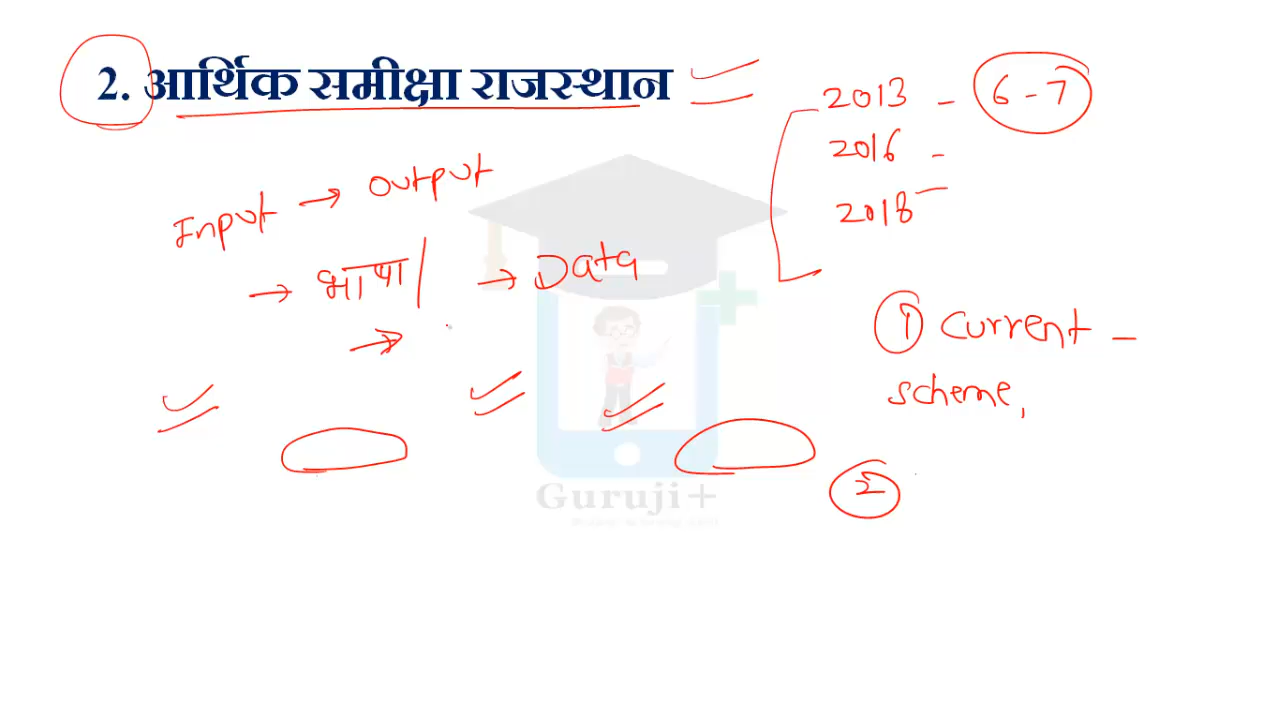 2. आर्थिक समीक्षा राजस्थान
2013 - 6-7
2016 -
2018 -
Input → Output
→ भाषा / → Data
→
① Current -
scheme,
②
Guruji+